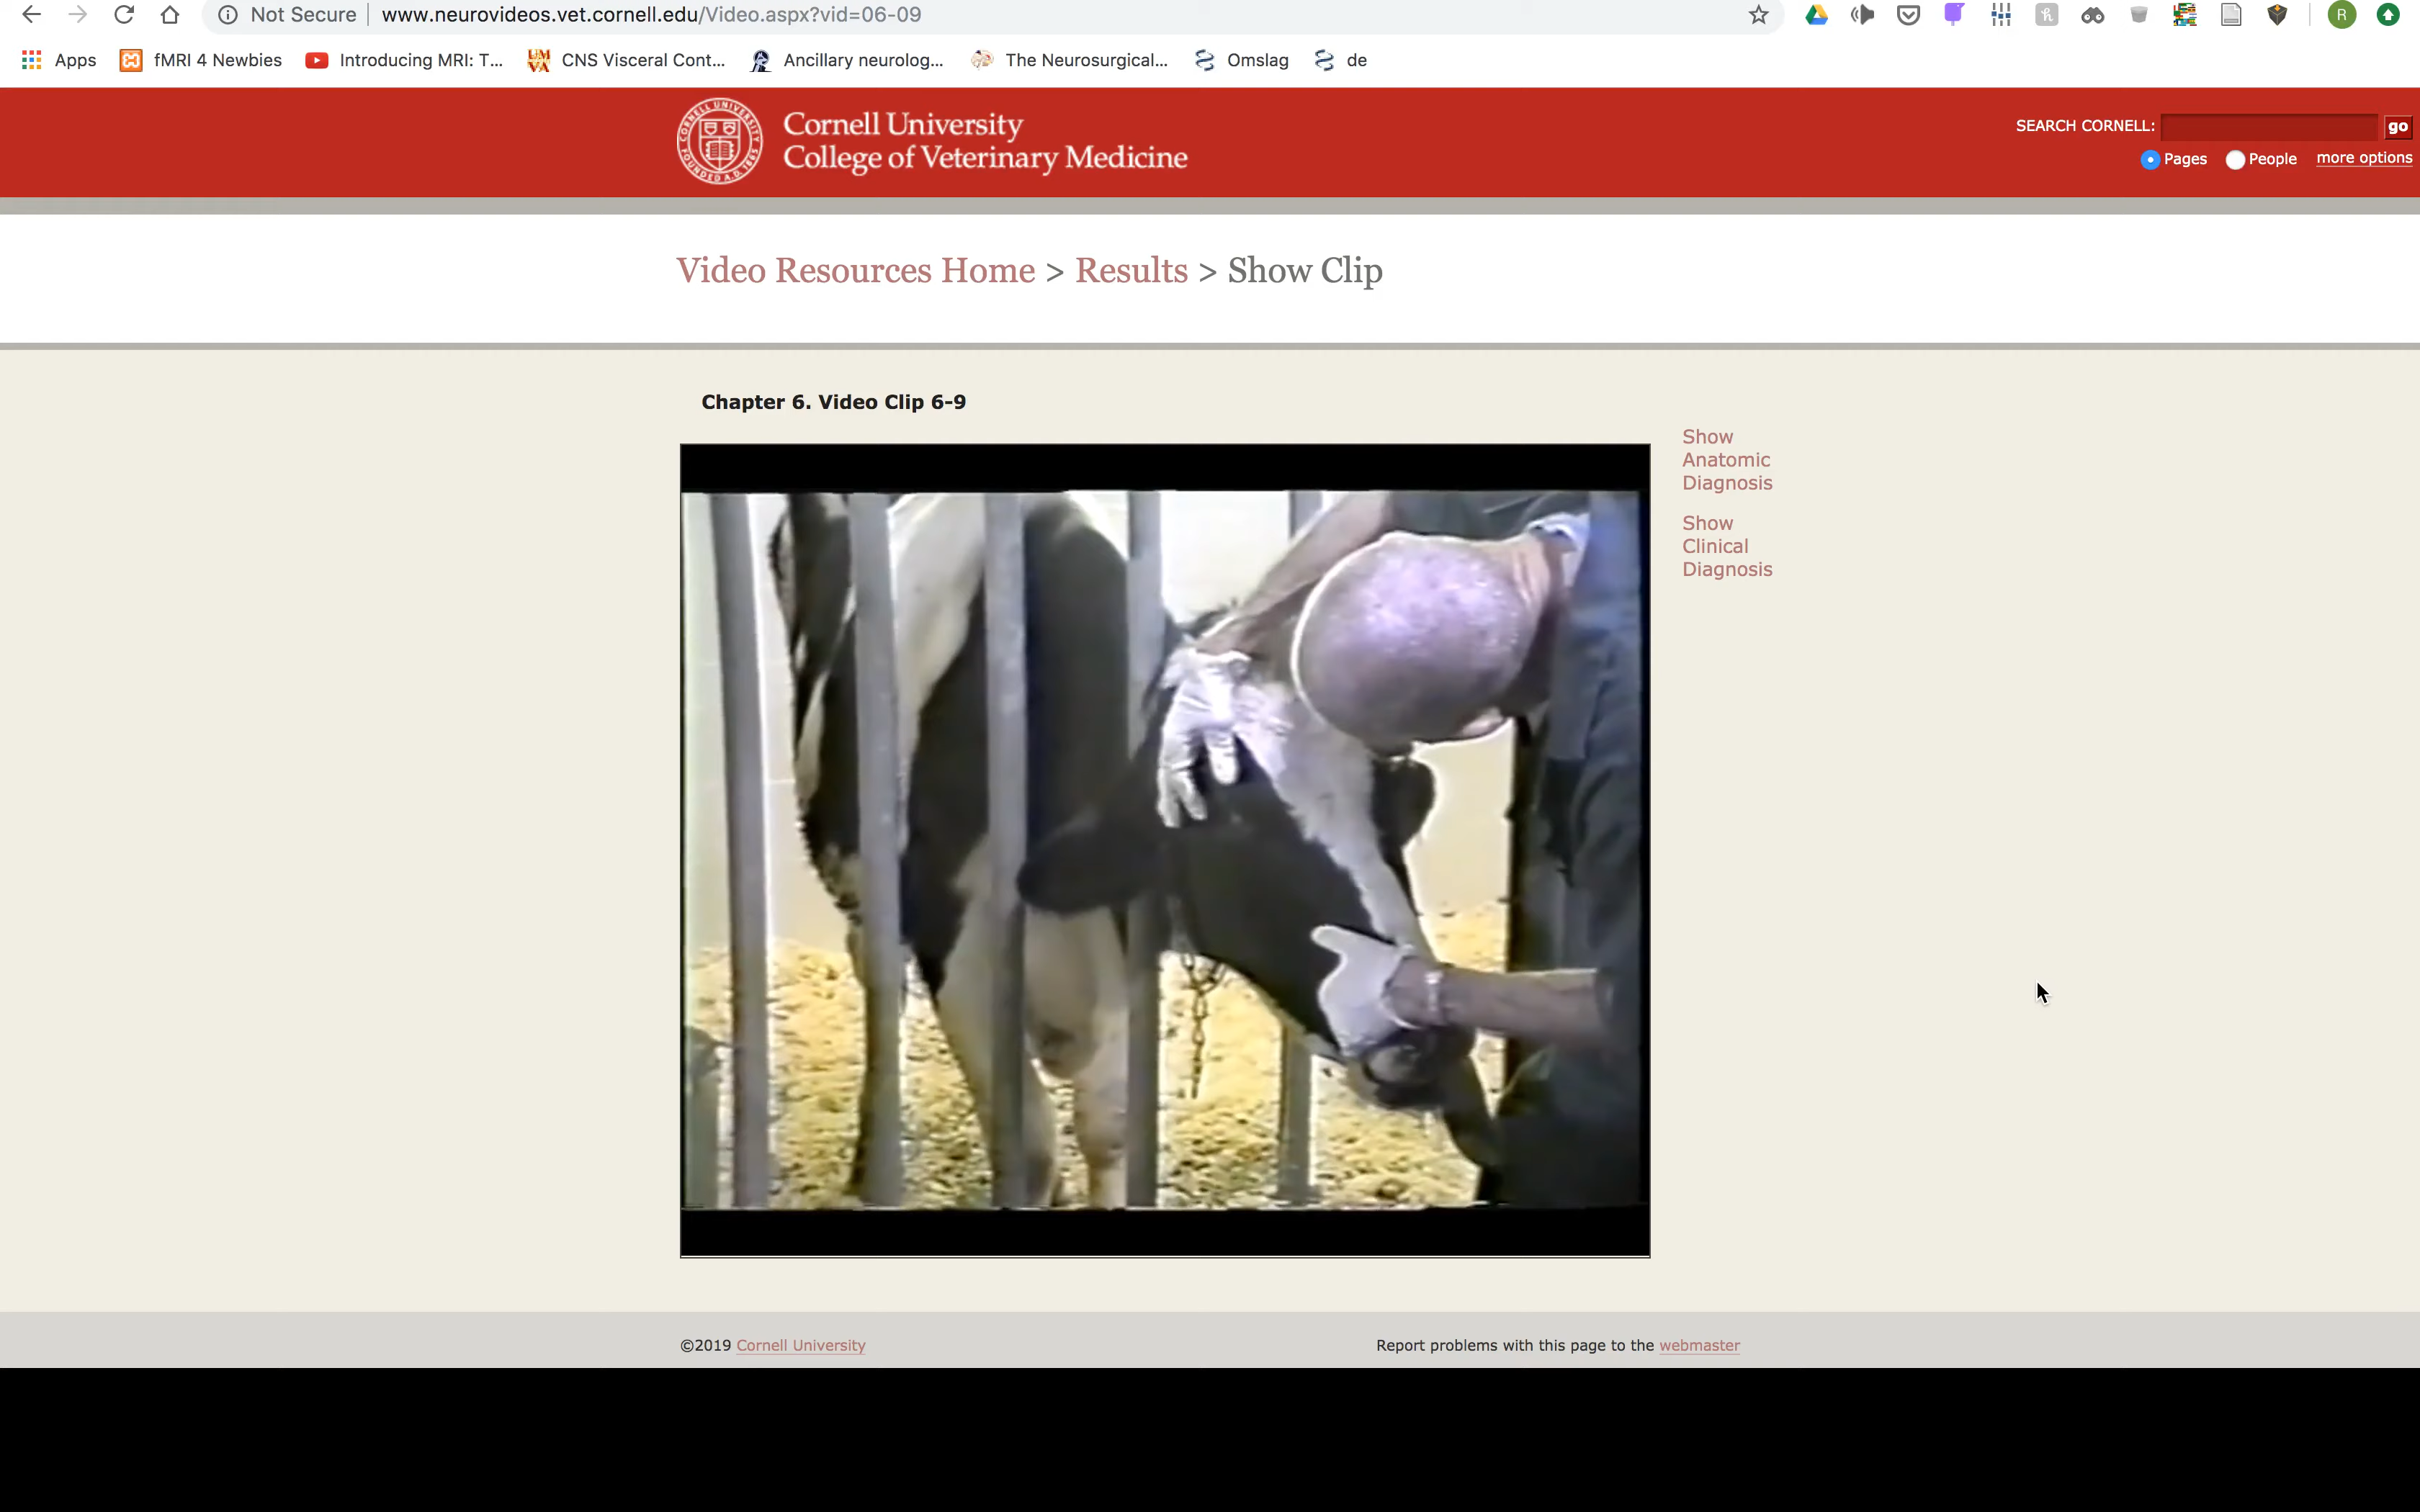 Not Secure www.neurovideos.vet.cornell.edu/Video.aspx?vid=06-09 R
Apps fMRI 4 Newbies Introducing MRI: T... CNS Visceral Cont... Ancillary neurolog... The Neurosurgical... Omslag de
Cornell University
College of Veterinary Medicine
SEARCH CORNELL: go
Pages People more options
Video Resources Home > Results > Show Clip
Chapter 6. Video Clip 6-9
Show
Anatomic
Diagnosis
Show
Clinical
Diagnosis
©2019 Cornell University
Report problems with this page to the webmaster